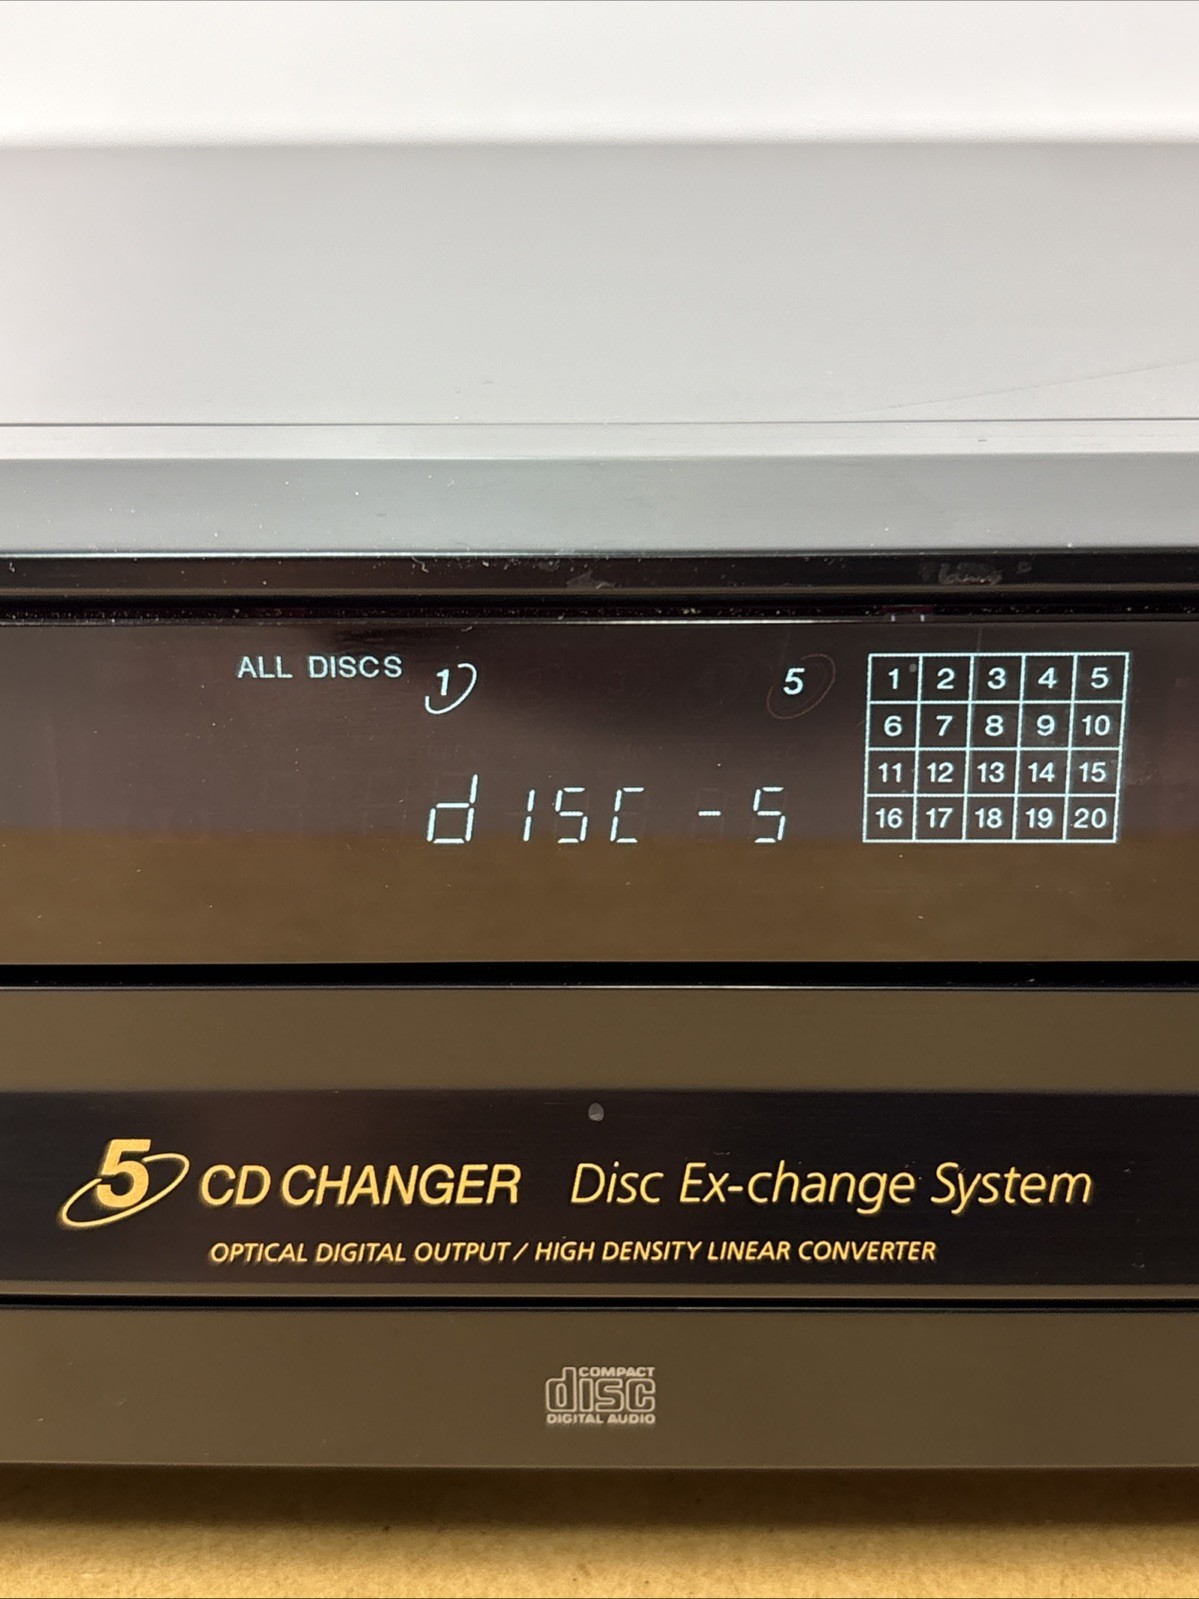 ALL DISCS 1 5
1 2 3 4 5
6 7 8 9 10
11 12 13 14 15
16 17 18 19 20
dISC -5
5 CD CHANGER Disc Ex-change System
OPTICAL DIGITAL OUTPUT / HIGH DENSITY LINEAR CONVERTER
COMPACT
disc
DIGITAL AUDIO